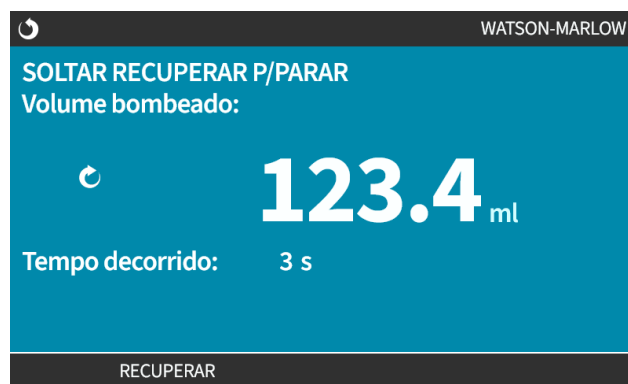 WATSON-MARLOW
SOLTAR RECUPERAR P/PARAR
Volume bombeado:
123.4 ml
Tempo decorrido: 3 s
RECUPERAR